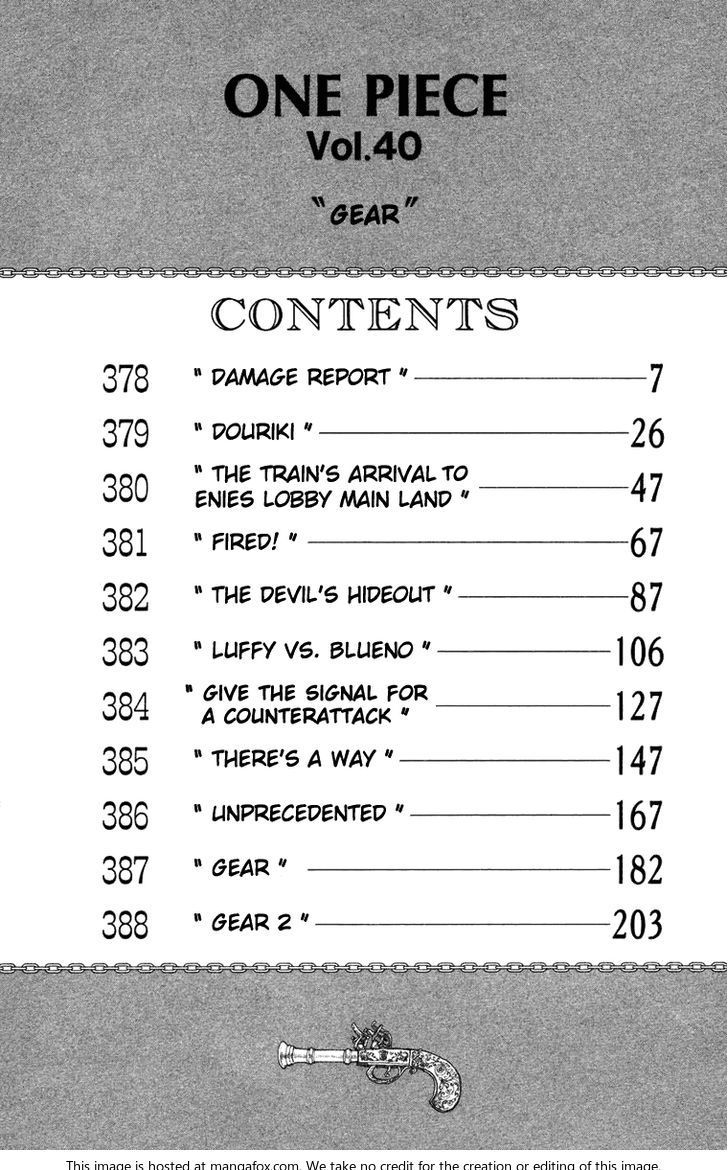 ONE PIECE
Vol.40
"GEAR"
CONTENTS
378 " DAMAGE REPORT " 7
379 " DOURIKI " 26
380 " THE TRAIN'S ARRIVAL TO
ENIES LOBBY MAIN LAND " 47
381 " FIRED! " 67
382 " THE DEVIL'S HIDEOUT " 87
383 " LUFFY VS. BLUENO " 106
384 " GIVE THE SIGNAL FOR
A COUNTERATTACK " 127
385 " THERE'S A WAY " 147
386 " UNPRECEDENTED " 167
387 " GEAR " 182
388 " GEAR 2 " 203
This image is hosted at mangafox.com. We take no credit for the creation or editing of this image.